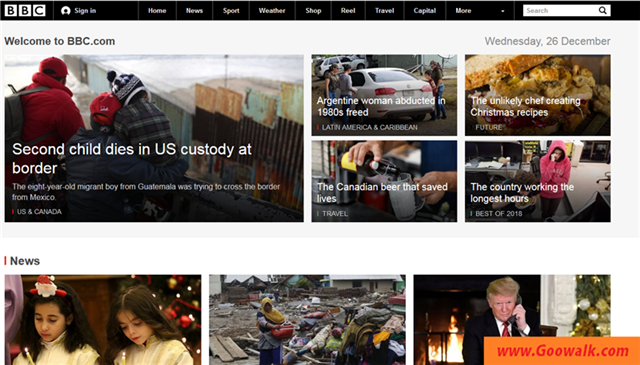 BBC Sign in Home News Sport Weather Shop Reel Travel Capital More Search
Welcome to BBC.com Wednesday, 26 December
Second child dies in US custody at
border
The eight-year-old migrant boy from Guatemala was trying to cross the border
from Mexico.
US & CANADA
Argentine woman abducted in
1980s freed
LATIN AMERICA & CARIBBEAN
The unlikely chef creating
Christmas recipes
FUTURE
The Canadian beer that saved
lives
TRAVEL
The country working the
longest hours
BEST OF 2018
News
www.Goowalk.com